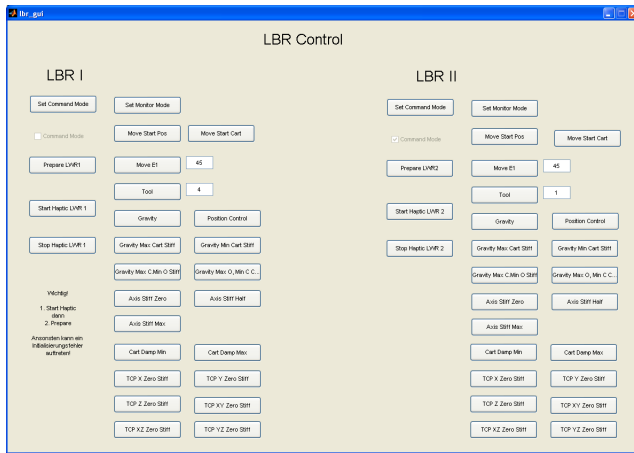 lbr_gui
LBR Control
LBR I
Set Command Mode
Set Monitor Mode
Command Mode
Move Start Pos
Move Start Cart
Prepare LWR1
Move E1
45
Tool
4
Start Haptic LWR 1
Gravity
Position Control
Stop Haptic LWR 1
Gravity Max Cart Stiff
Gravity Min Cart Stiff
Gravity Max C.Min O Stiff
Gravity Max O, Min C C...
Wichtig!
1. Start Haptic
dann
2. Prepare
Ansonsten kann ein
Initialisierungsfehler
auftreten!
Axis Stiff Zero
Axis Stiff Half
Axis Stiff Max
Cart Damp Min
Cart Damp Max
TCP X Zero Stiff
TCP Y Zero Stiff
TCP Z Zero Stiff
TCP XY Zero Stiff
TCP XZ Zero Stiff
TCP YZ Zero Stiff
LBR II
Set Command Mode
Set Monitor Mode
Command Mode
Move Start Pos
Move Start Cart
Prepare LWR2
Move E1
45
Tool
1
Start Haptic LWR 2
Gravity
Position Control
Stop Haptic LWR 2
Gravity Max Cart Stiff
Gravity Min Cart Stiff
Gravity Max C.Min O Stiff
Gravity Max O, Min C C...
Axis Stiff Zero
Axis Stiff Half
Axis Stiff Max
Cart Damp Min
Cart Damp Max
TCP X Zero Stiff
TCP Y Zero Stiff
TCP Z Zero Stiff
TCP XY Zero Stiff
TCP XZ Zero Stiff
TCP YZ Zero Stiff